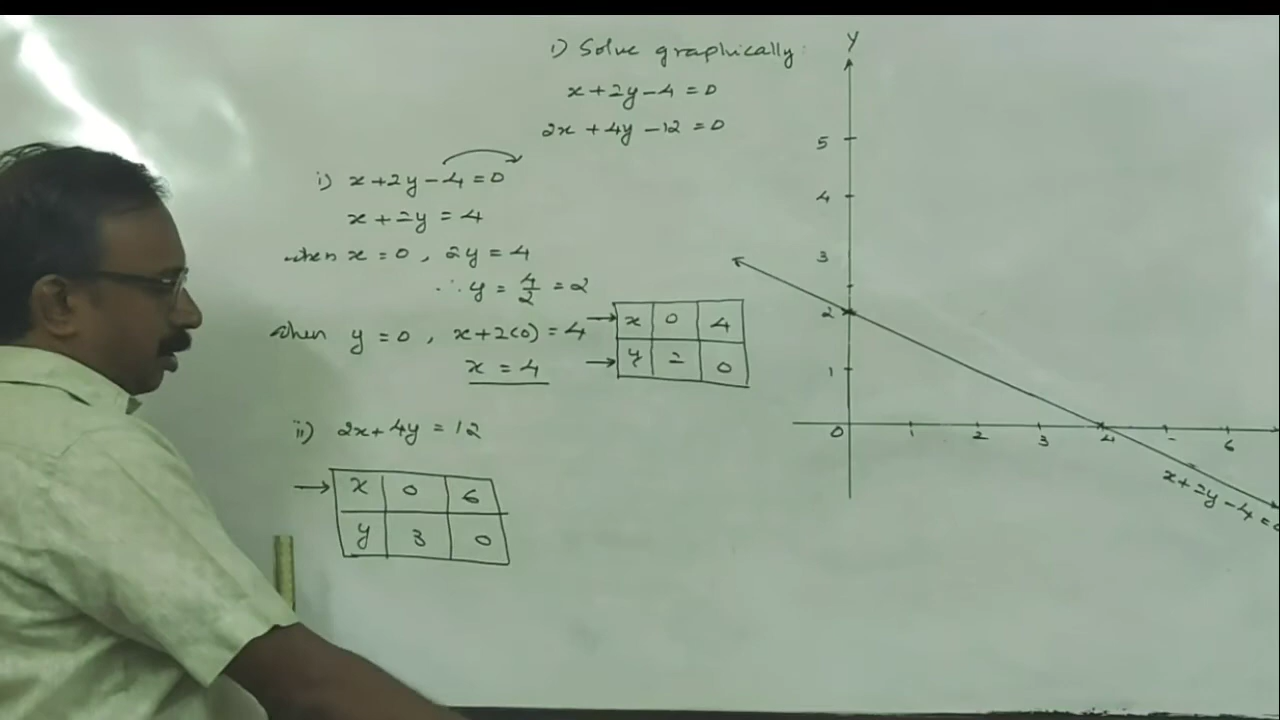 1) Solve graphically:
x+2y-4=0
2x+4y-12=0
i) x+2y-4=0
x+2y=4
when x=0, 2y=4
∴y=4/2=2
when y=0, x+2(0)=4
x=4
x 0 4
y 2 0
ii) 2x+4y=12
x 0 6
y 3 0
Y
5
4
3
2
1
0 1 2 3 4 6
x+2y-4=0